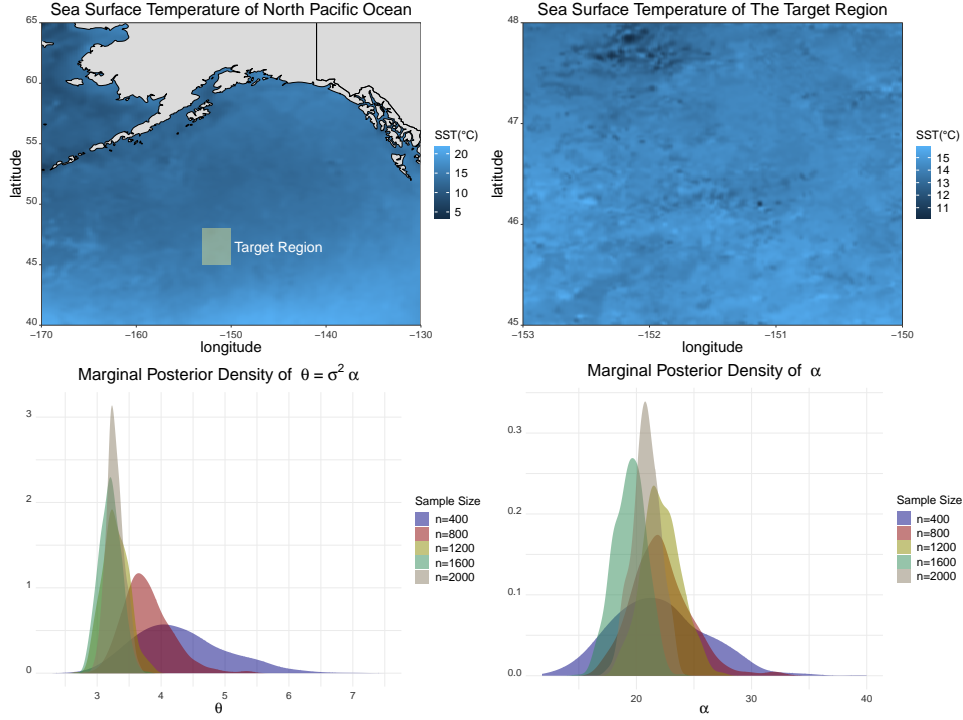 Sea Surface Temperature of North Pacific Ocean
65
60
55
50
45
40
latitude
−170
−160
−150
−140
−130
longitude
Target Region
SST(°C)
20
15
10
5
Sea Surface Temperature of The Target Region
48
47
46
45
latitude
−153
−152
−151
−150
longitude
SST(°C)
15
14
13
12
11
Marginal Posterior Density of θ = σ² α
3
2
1
0
3
4
5
6
7
θ
Sample Size
n=400
n=800
n=1200
n=1600
n=2000
Marginal Posterior Density of α
0.3
0.2
0.1
0.0
20
30
40
α
Sample Size
n=400
n=800
n=1200
n=1600
n=2000